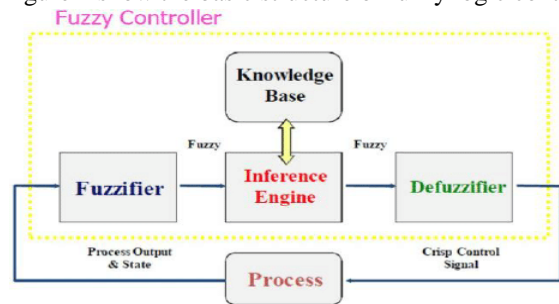 Fuzzy Controller
Knowledge
Base
Fuzzy
Fuzzy
Fuzzifier
Inference
Engine
Defuzzifier
Process Output
& State
Crisp Control
Signal
Process